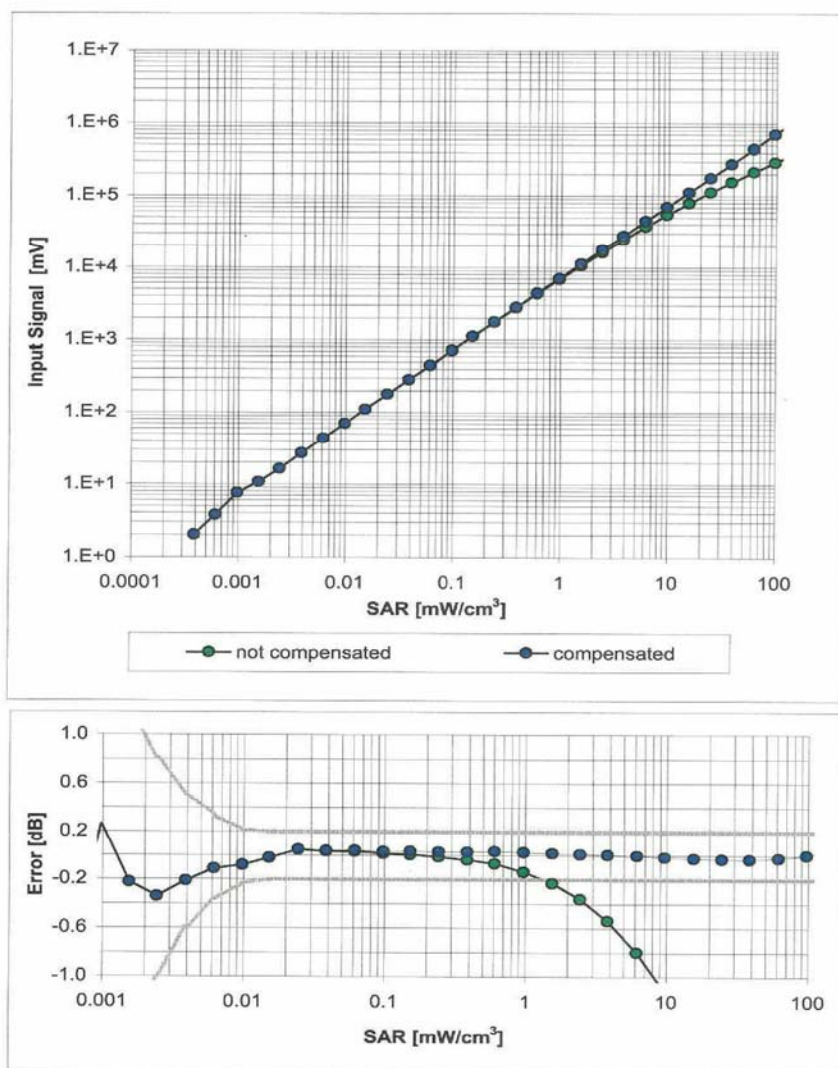 1.E+7
1.E+6
1.E+5
1.E+4
1.E+3
1.E+2
1.E+1
1.E+0
Input Signal [mV]
0.0001 0.001 0.01 0.1 1 10 100
SAR [mW/cm³]
not compensated compensated
1.0
0.6
0.2
-0.2
-0.6
-1.0
Error [dB]
0.001 0.01 0.1 1 10 100
SAR [mW/cm³]